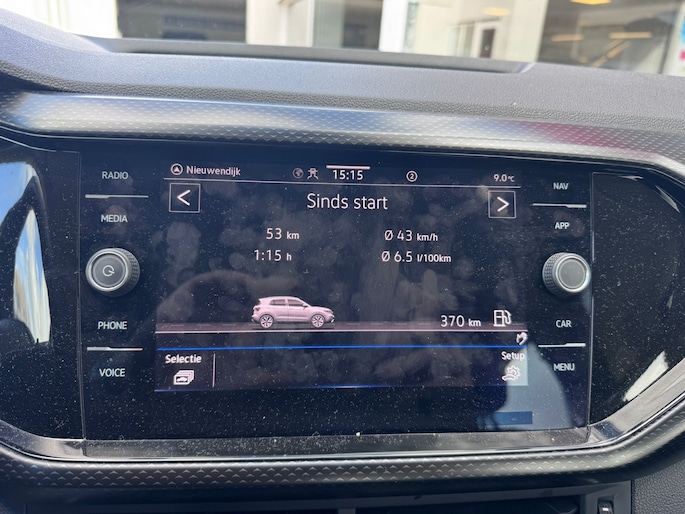 RADIO
MEDIA
PHONE
VOICE
Nieuwendijk 15:15 2 9.0°C
< Sinds start >
53 km Ø 43 km/h
1:15 h Ø 6.5 l/100km
370 km
Selectie Setup
NAV
APP
CAR
MENU